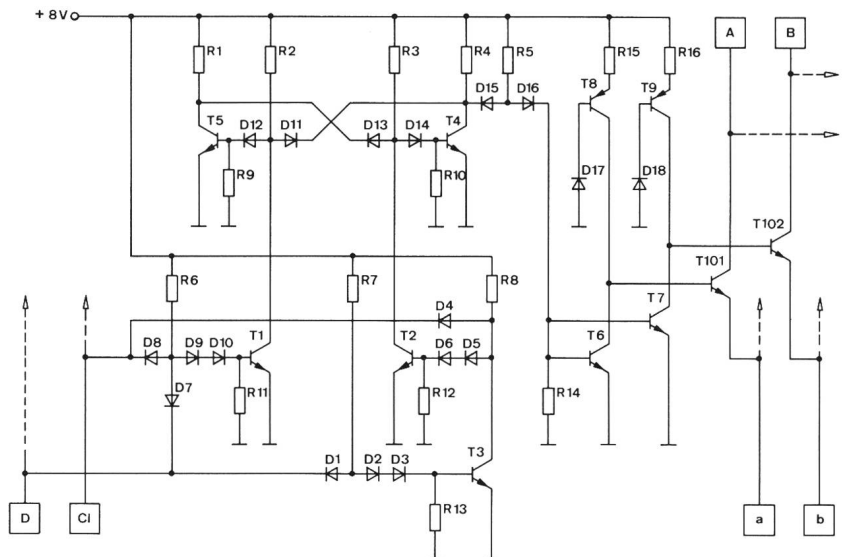 + 8V
R1
R2
R3
R4
R5
R15
R16
A
B
T8
T9
D15
D16
T5
D12
D11
D13
D14
T4
R9
R10
D17
D18
T102
T101
R6
R7
R8
D4
T7
D8
D9
D10
T1
T2
D6
D5
T6
D7
R11
R12
R14
D1
D2
D3
T3
R13
D
Cl
a
b